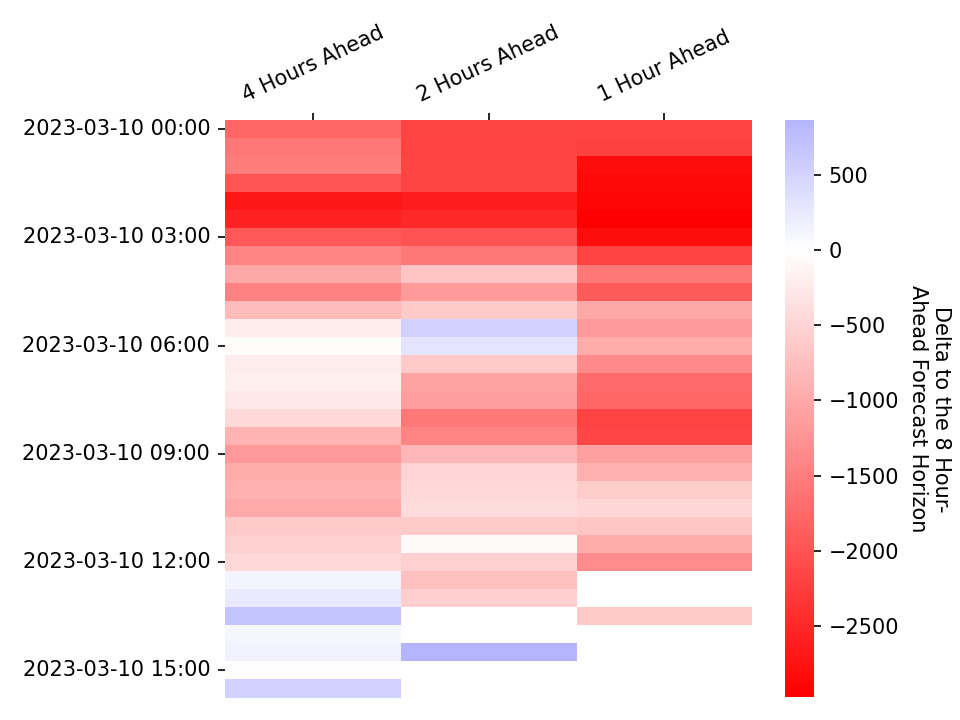 4 Hours Ahead
2 Hours Ahead
1 Hour Ahead
2023-03-10 00:00
2023-03-10 03:00
2023-03-10 06:00
2023-03-10 09:00
2023-03-10 12:00
2023-03-10 15:00
500
0
−500
−1000
−1500
−2000
−2500
Delta to the 8 Hour-
Ahead Forecast Horizon